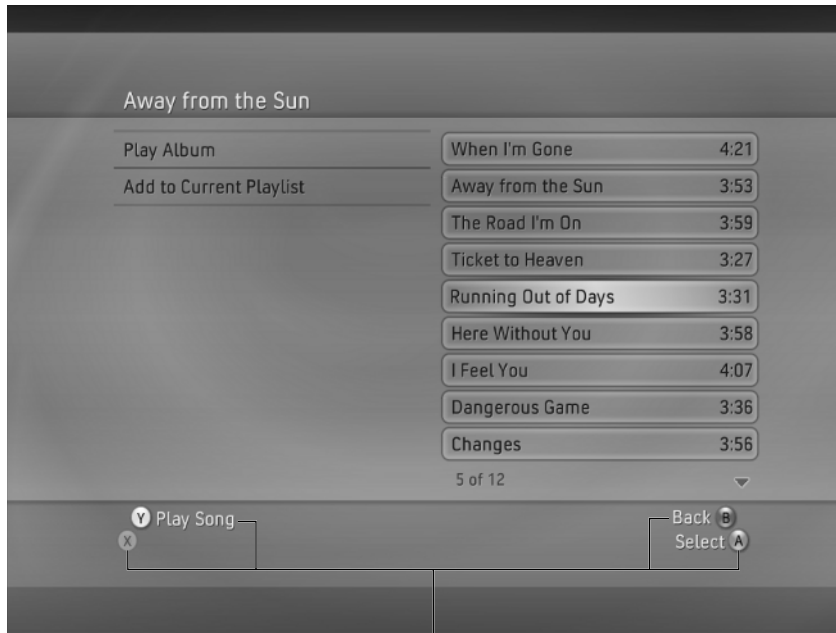 Away from the Sun
Play Album
Add to Current Playlist
When I'm Gone 4:21
Away from the Sun 3:53
The Road I'm On 3:59
Ticket to Heaven 3:27
Running Out of Days 3:31
Here Without You 3:58
I Feel You 4:07
Dangerous Game 3:36
Changes 3:56
5 of 12
Y Play Song
X
Back B
Select A